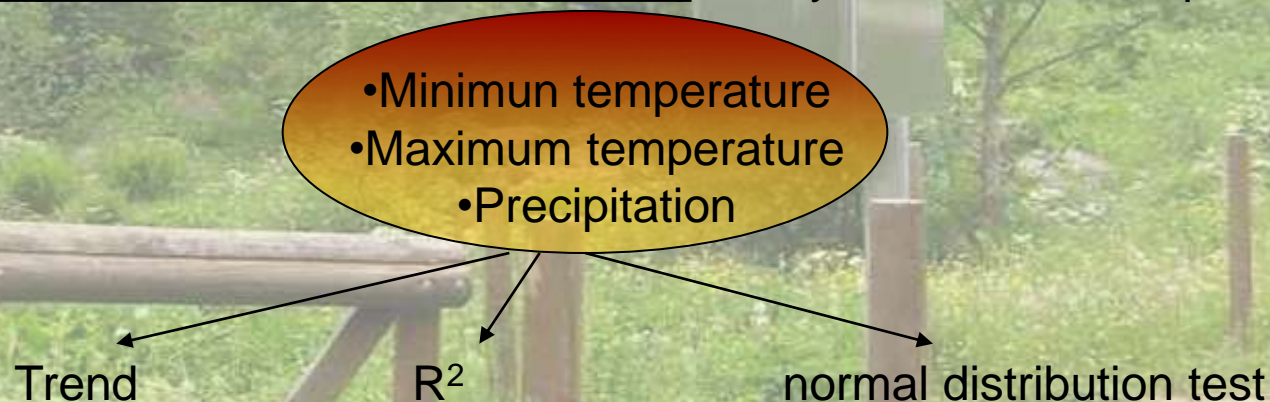 •Minimun temperature
•Maximum temperature
•Precipitation
Trend R² normal distribution test